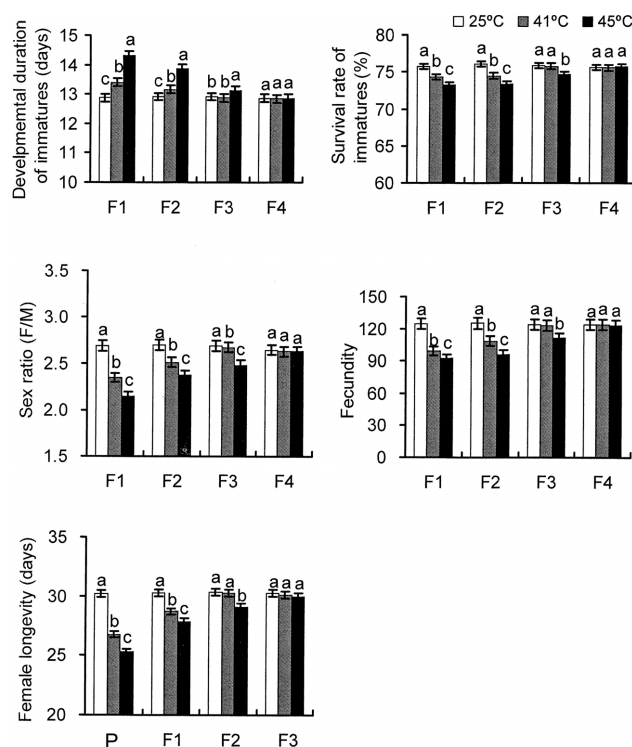 25ºC 41ºC 45ºC
Develpmemtal duration
of immatures (days)
15
14
13
12
11
10
c b a
c b a
b b a
a a a
F1 F2 F3 F4
Survival rate of
immatures (%)
80
75
70
65
60
a b c
a b c
a a b
a a a
F1 F2 F3 F4
Sex ratio (F/M)
3.5
3.0
2.5
2.0
1.5
a b c
a b c
a b c
a a a
F1 F2 F3 F4
Fecundity
150
120
90
60
30
0
a b c
a b c
a a b
a a a
F1 F2 F3 F4
Female longevity (days)
35
30
25
20
a b c
a b c
a a b
a a a
P F1 F2 F3